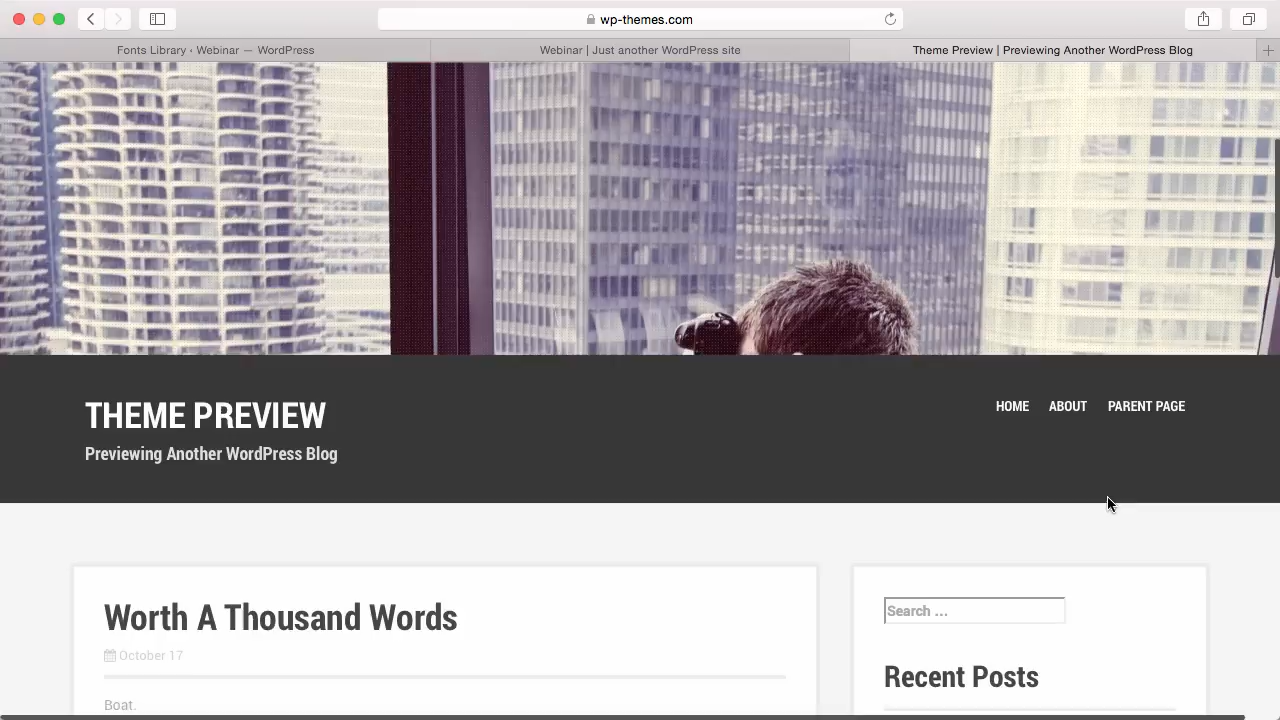 wp-themes.com
Fonts Library ‹ Webinar — WordPress
Webinar | Just another WordPress site
Theme Preview | Previewing Another WordPress Blog
THEME PREVIEW
HOME
ABOUT
PARENT PAGE
Previewing Another WordPress Blog
Worth A Thousand Words
October 17
Boat.
Search ...
Recent Posts